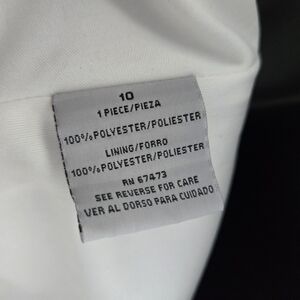 10
1 PIECE/PIEZA
100% POLYESTER/POLIESTER
LINING/FORRO
100% POLYESTER/POLIESTER
RN 67473
SEE REVERSE FOR CARE
VER AL DORSO PARA CUIDADO